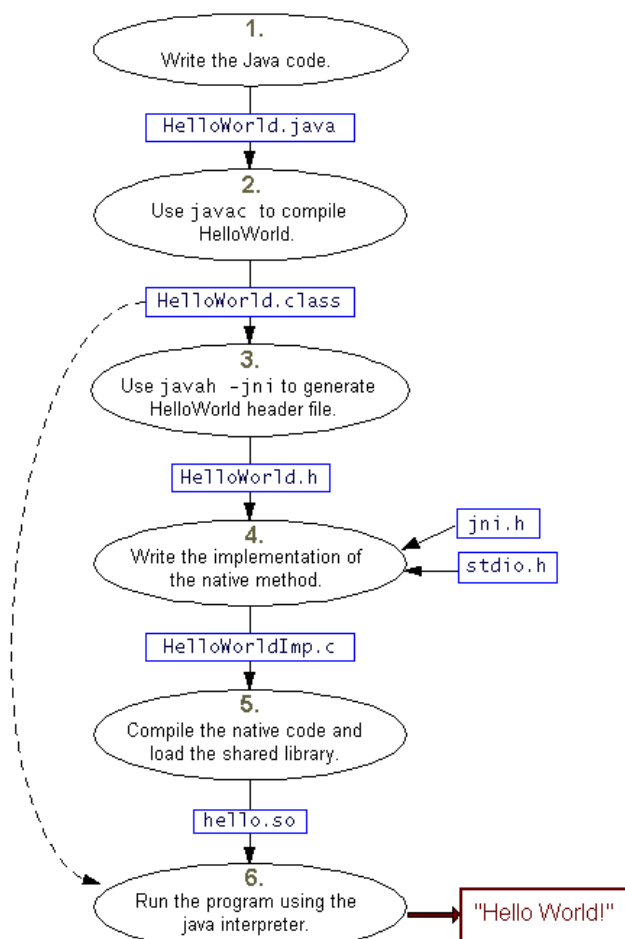 1.
Write the Java code.
HelloWorld.java
2.
Use javac to compile
HelloWorld.
HelloWorld.class
3.
Use javah -jni to generate
HelloWorld header file.
HelloWorld.h
4.
Write the implementation of
the native method.
jni.h
stdio.h
HelloWorldImp.c
5.
Compile the native code and
load the shared library.
hello.so
6.
Run the program using the
java interpreter.
"Hello World!"